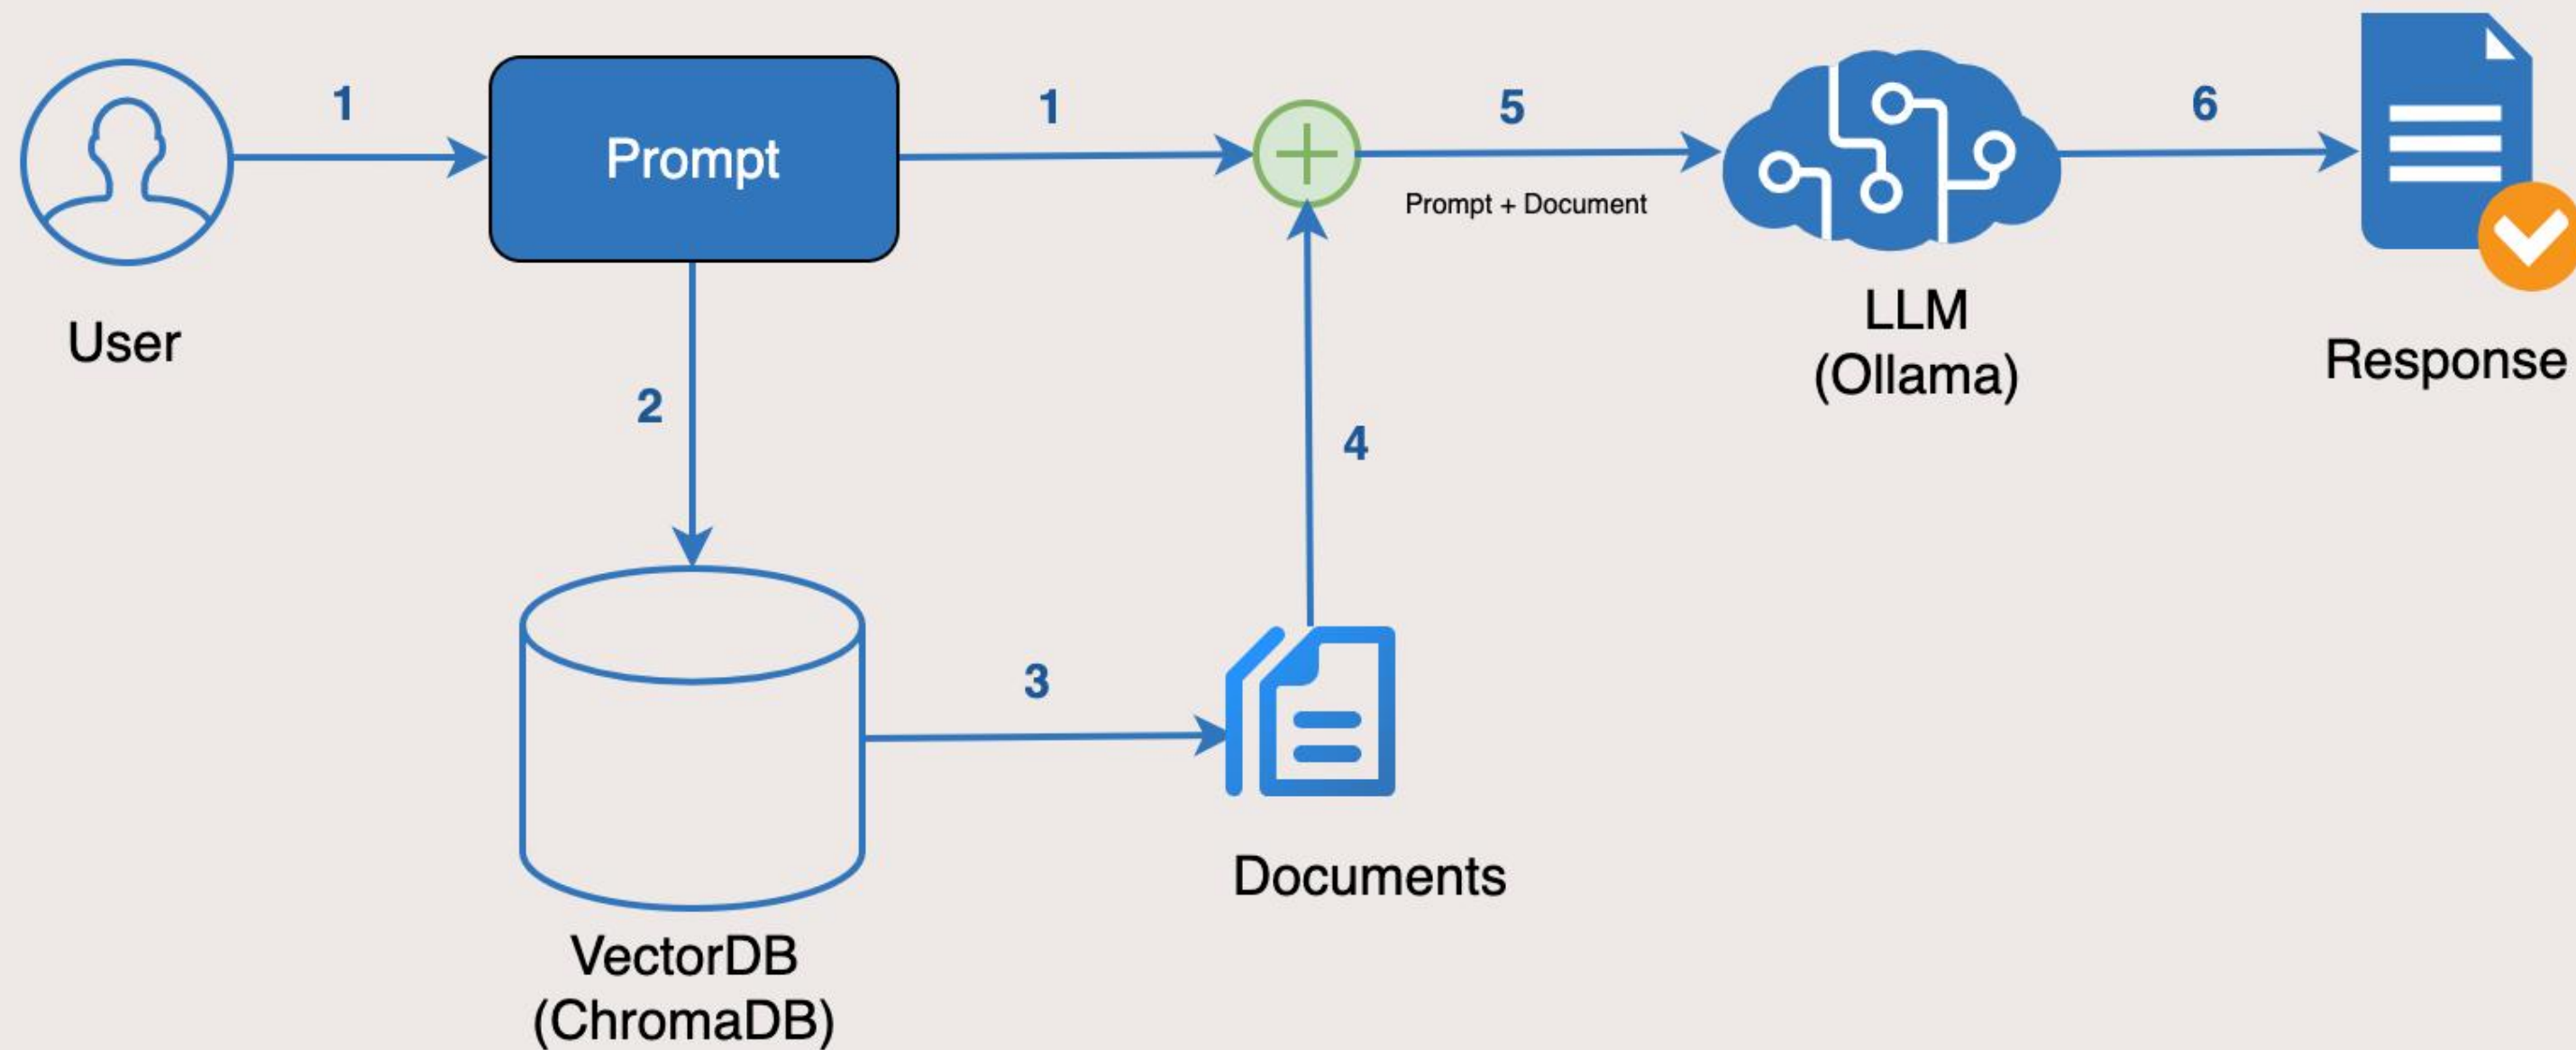 1
Prompt
1
5
6
Prompt + Document
User
LLM
(Ollama)
Response
2
4
3
Documents
VectorDB
(ChromaDB)